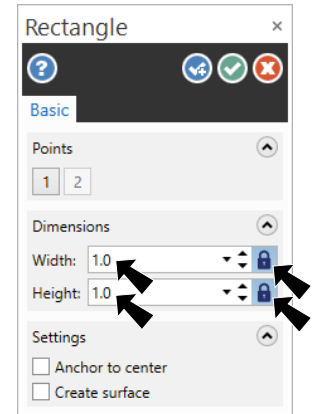 Rectangle
Basic
Points
1 2
Dimensions
Width: 1.0
Height: 1.0
Settings
Anchor to center
Create surface